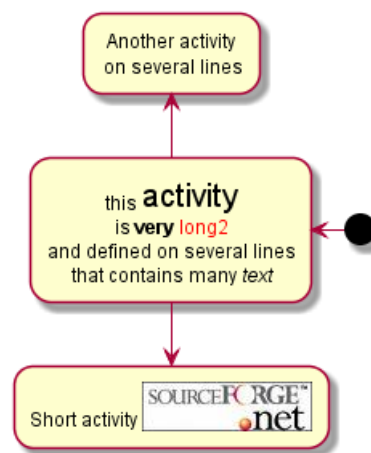 Another activity
on several lines
this activity
is very long2
and defined on several lines
that contains many text
Short activity SOURCEFORGE™
.net